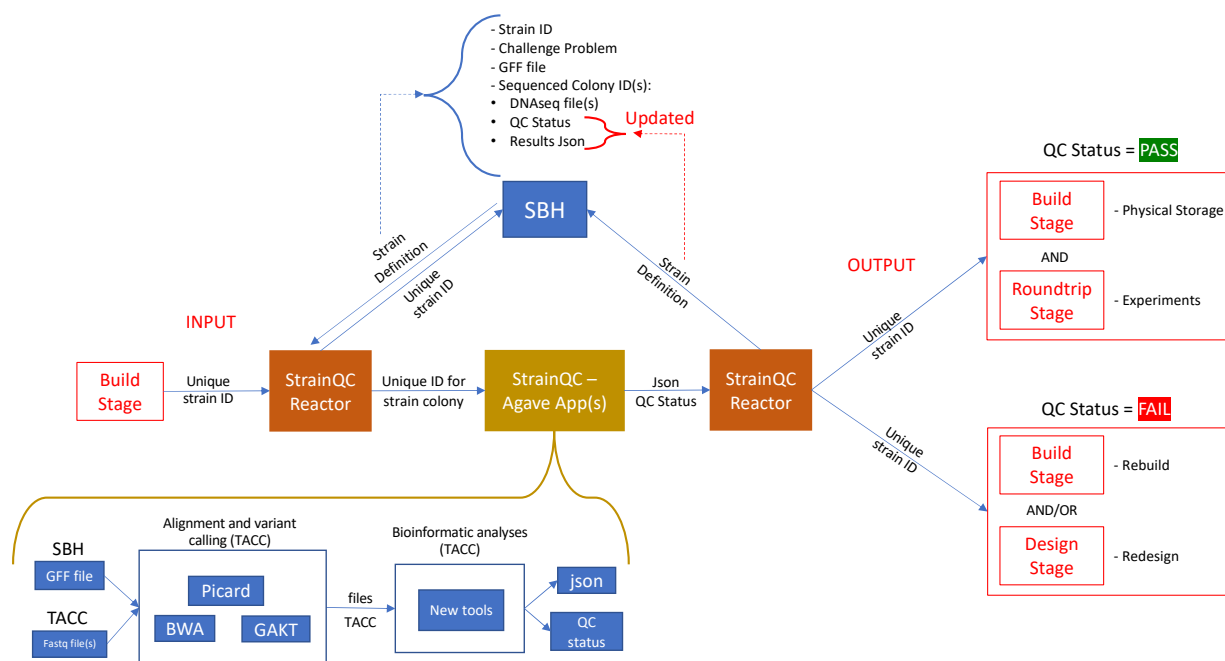 - Strain ID
- Challenge Problem
- GFF file
- Sequenced Colony ID(s):
• DNAseq file(s)
• QC Status
• Results Json
Updated
SBH
Strain
Definition
Unique
strain ID
Strain
Definition
INPUT
Build
Stage
Unique
strain ID
StrainQC
Reactor
Unique ID for
strain colony
StrainQC –
Agave App(s)
Json
QC Status
StrainQC
Reactor
OUTPUT
Unique
strain ID
Unique
strain ID
QC Status = PASS
Build
Stage
- Physical Storage
AND
Roundtrip
Stage
- Experiments
QC Status = FAIL
Build
Stage
- Rebuild
AND/OR
Design
Stage
- Redesign
SBH
GFF file
TACC
Fastq file(s)
Alignment and variant
calling (TACC)
Picard
BWA
GAKT
files
TACC
Bioinformatic analyses
(TACC)
New tools
json
QC
status